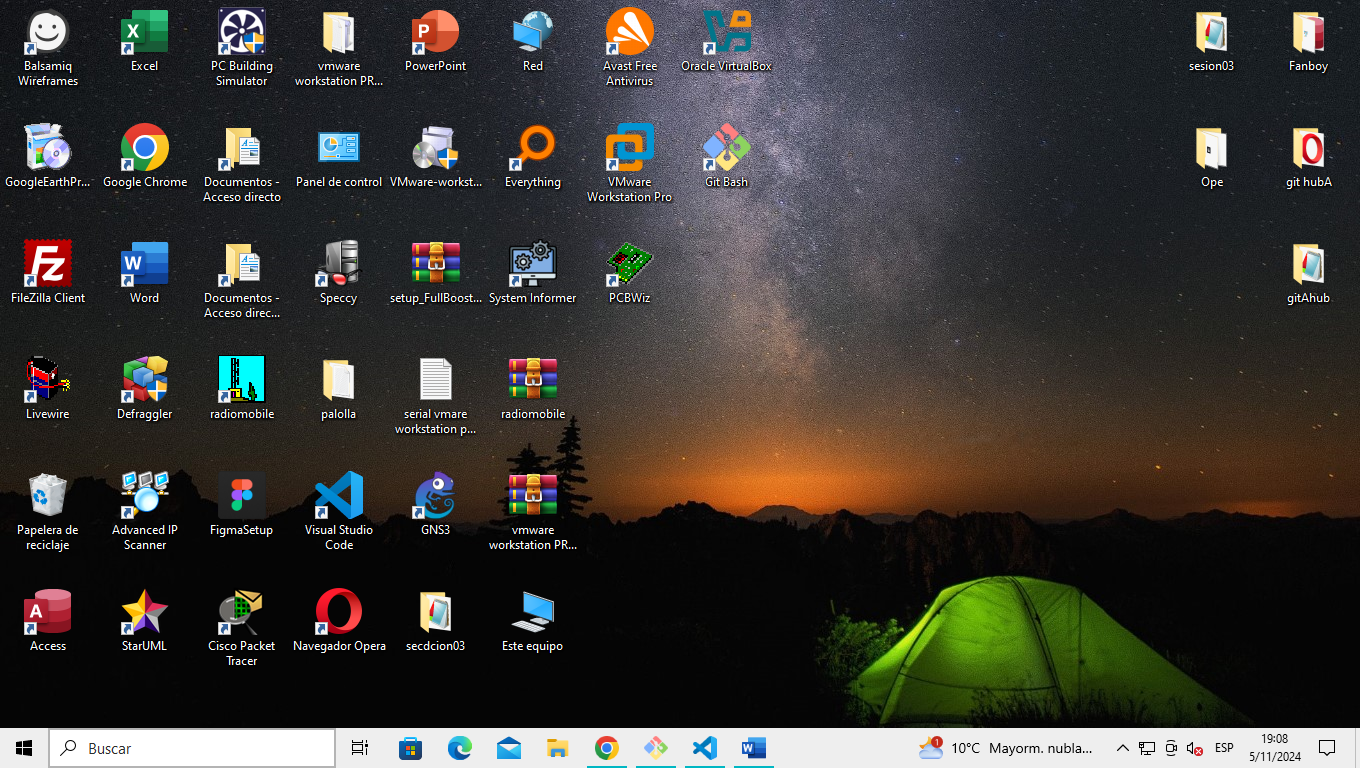 Balsamiq
Wireframes
Excel
PC Building
Simulator
vmware
workstation PR...
PowerPoint
Red
Avast Free
Antivirus
Oracle VirtualBox
sesion03
Fanboy
GoogleEarthPr...
Google Chrome
Documentos -
Acceso directo
Panel de control
VMware-workst...
Everything
VMware
Workstation Pro
Git Bash
Ope
git hubA
FileZilla Client
Word
Documentos -
Acceso direc...
Speccy
setup_FullBoost...
System Informer
PCBWiz
gitAhub
Livewire
Defraggler
radiomobile
palolla
serial vmare
workstation p...
radiomobile
Papelera de
reciclaje
Advanced IP
Scanner
FigmaSetup
Visual Studio
Code
GNS3
vmware
workstation PR...
Access
StarUML
Cisco Packet
Tracer
Navegador Opera
secdcion03
Este equipo
Buscar
1
10°C Mayorm. nubla...
ESP
19:08
5/11/2024